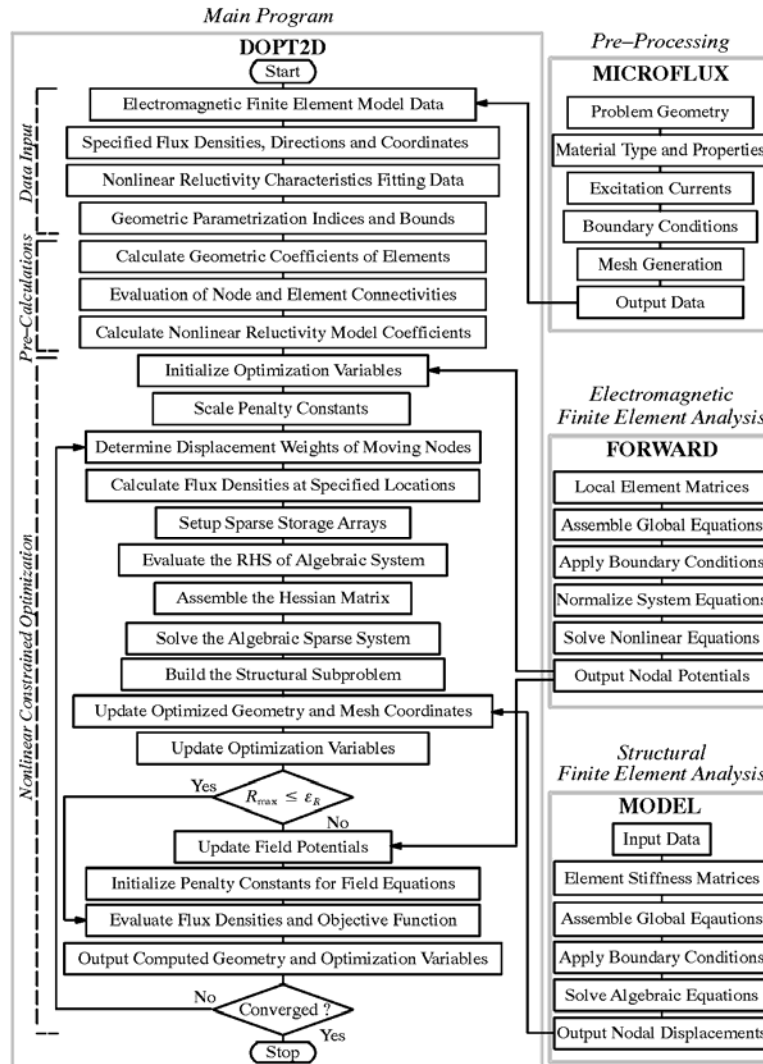 Main Program
DOPT2D
Start
Electromagnetic Finite Element Model Data
Specified Flux Densities, Directions and Coordinates
Nonlinear Reluctivity Characteristics Fitting Data
Geometric Parametrization Indices and Bounds
Calculate Geometric Coefficients of Elements
Evaluation of Node and Element Connectivities
Calculate Nonlinear Reluctivity Model Coefficients
Initialize Optimization Variables
Scale Penalty Constants
Determine Displacement Weights of Moving Nodes
Calculate Flux Densities at Specified Locations
Setup Sparse Storage Arrays
Evaluate the RHS of Algebraic System
Assemble the Hessian Matrix
Solve the Algebraic Sparse System
Build the Structural Subproblem
Update Optimized Geometry and Mesh Coordinates
Update Optimization Variables
Yes
R_max ≤ ε_R
No
Update Field Potentials
Initialize Penalty Constants for Field Equations
Evaluate Flux Densities and Objective Function
Output Computed Geometry and Optimization Variables
No
Converged ?
Yes
Stop
Data Input
Pre–Calculations
Nonlinear Constrained Optimization
Pre–Processing
MICROFLUX
Problem Geometry
Material Type and Properties
Excitation Currents
Boundary Conditions
Mesh Generation
Output Data
Electromagnetic
Finite Element Analysis
FORWARD
Local Element Matrices
Assemble Global Equations
Apply Boundary Conditions
Normalize System Equations
Solve Nonlinear Equations
Output Nodal Potentials
Structural
Finite Element Analysis
MODEL
Input Data
Element Stiffness Matrices
Assemble Global Eqautions
Apply Boundary Conditions
Solve Algebraic Equations
Output Nodal Displacements